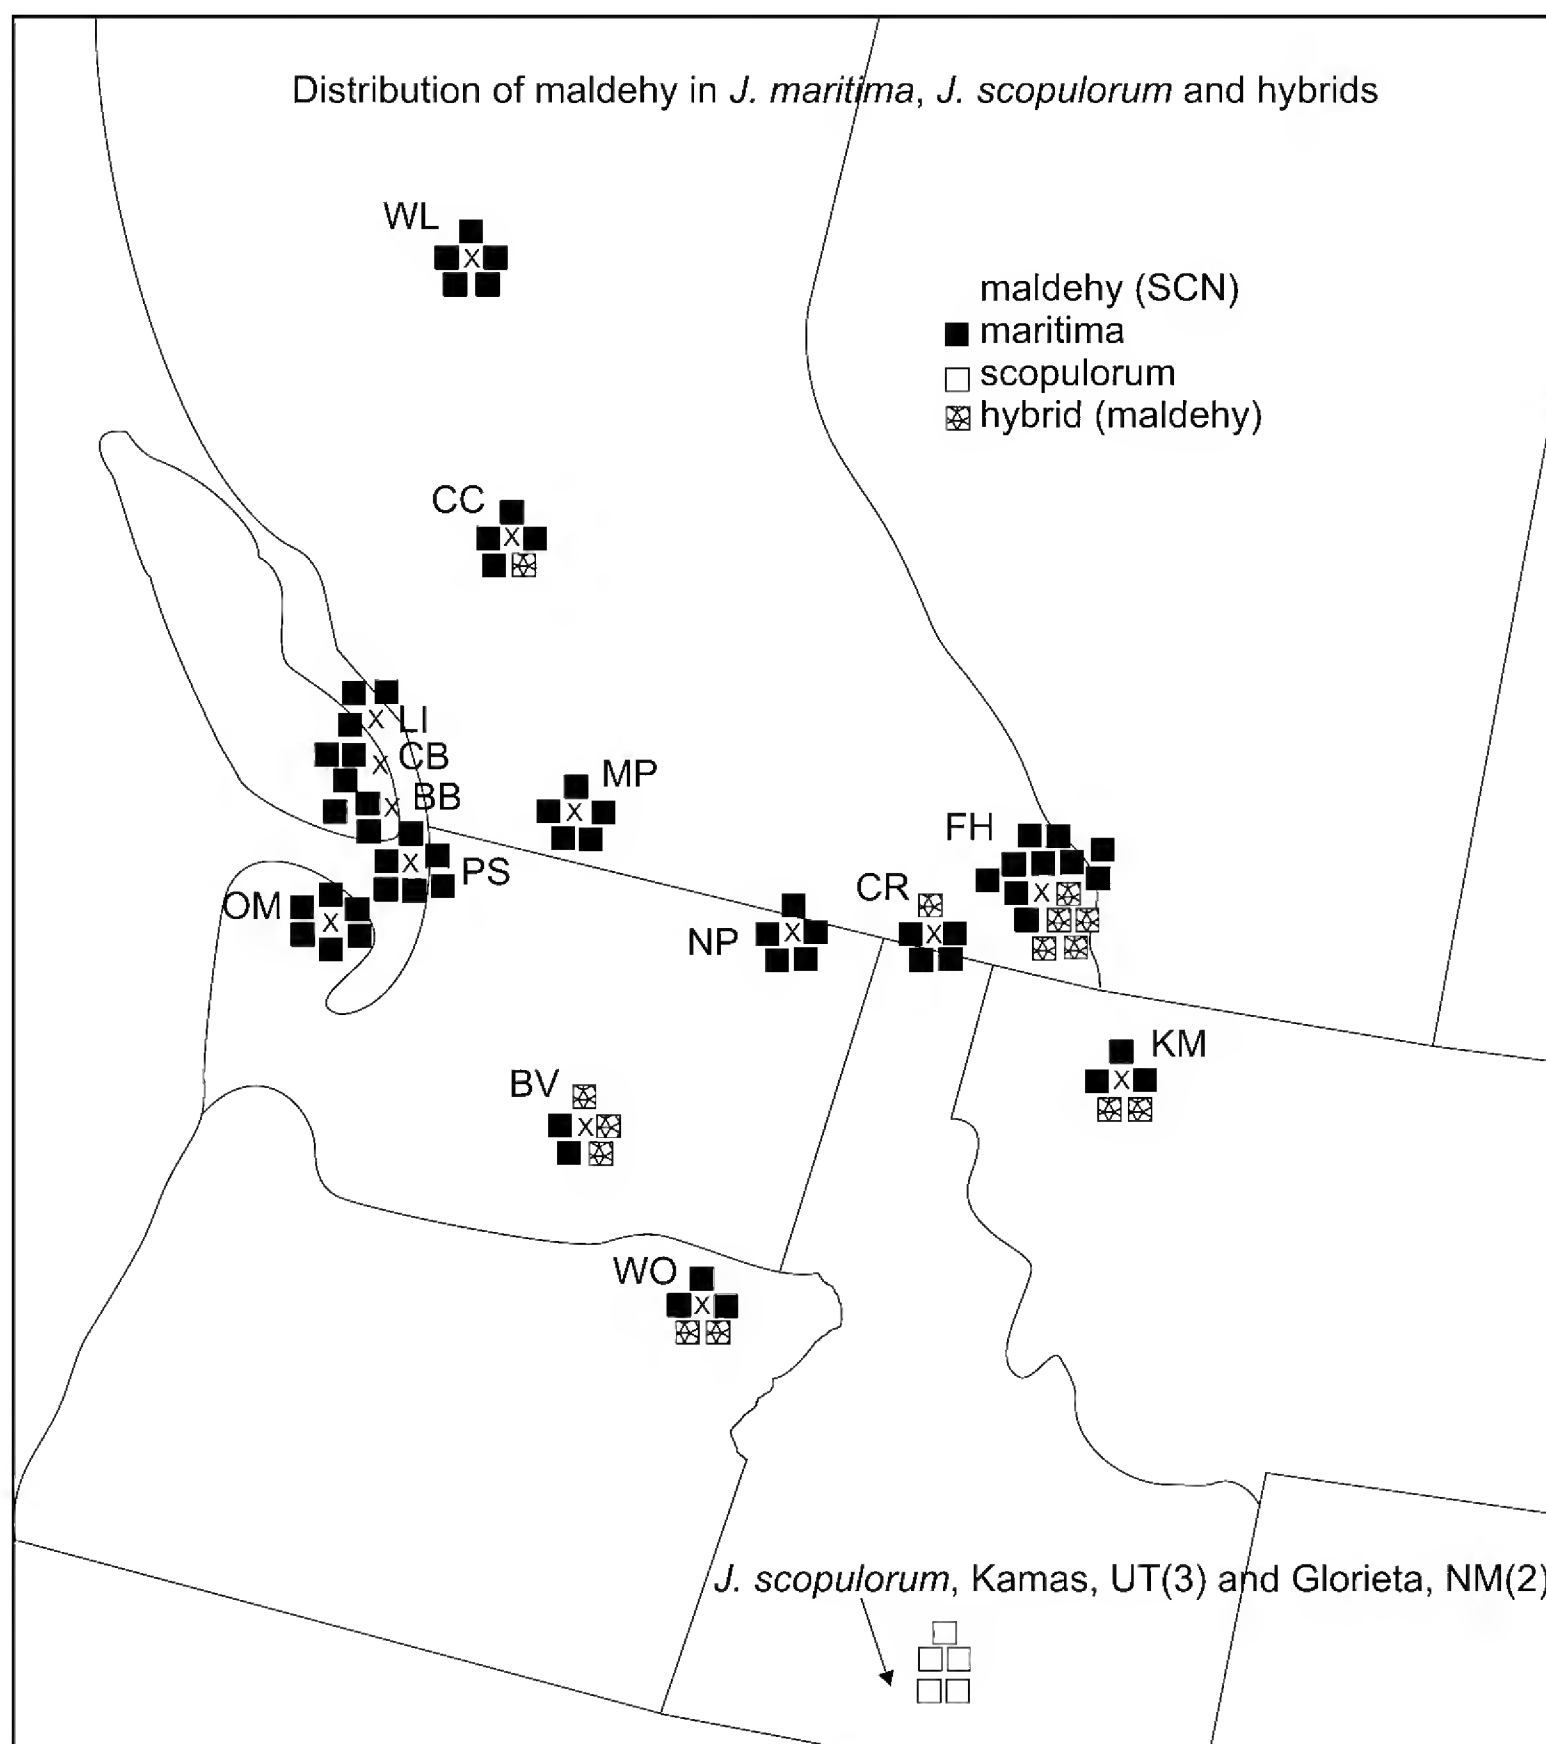 Distribution of maldehy in J. maritima, J. scopulorum and hybrids
WL
X
maldehy (SCN)
maritima
scopulorum
hybrid (maldehy)
CC
X
X LI
X CB
X BB
MP
X
FH
X
PS
X
OM
X
CR
X
NP
X
KM
X
BV
X
WO
X
J. scopulorum, Kamas, UT(3) and Glorieta, NM(2)